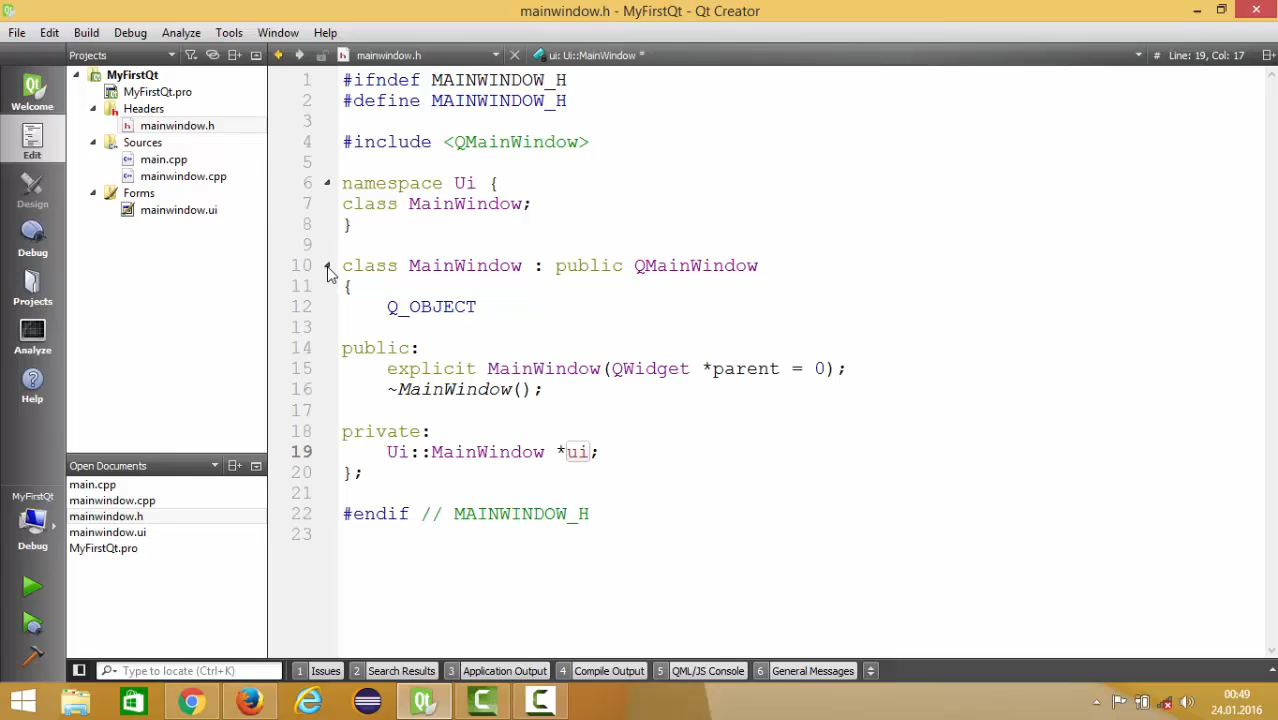 mainwindow.h - MyFirstQt - Qt Creator
File Edit Build Debug Analyze Tools Window Help
Projects mainwindow.h ui: Ui::MainWindow * # Line: 19, Col: 17
Welcome
Edit
Design
Debug
Projects
Analyze
Help
MyFirstQt
Debug
MyFirstQt
MyFirstQt.pro
Headers
mainwindow.h
Sources
main.cpp
mainwindow.cpp
Forms
mainwindow.ui
Open Documents
main.cpp
mainwindow.cpp
mainwindow.h
mainwindow.ui
MyFirstQt.pro
1 #ifndef MAINWINDOW_H
2 #define MAINWINDOW_H
3
4 #include <QMainWindow>
5
6 namespace Ui {
7 class MainWindow;
8 }
9
10 class MainWindow : public QMainWindow
11 {
12 Q_OBJECT
13
14 public:
15 explicit MainWindow(QWidget *parent = 0);
16 ~MainWindow();
17
18 private:
19 Ui::MainWindow *ui;
20 };
21
22 #endif // MAINWINDOW_H
23
Type to locate (Ctrl+K) 1 Issues 2 Search Results 3 Application Output 4 Compile Output 5 QML/JS Console 6 General Messages
00:49
24.01.2016